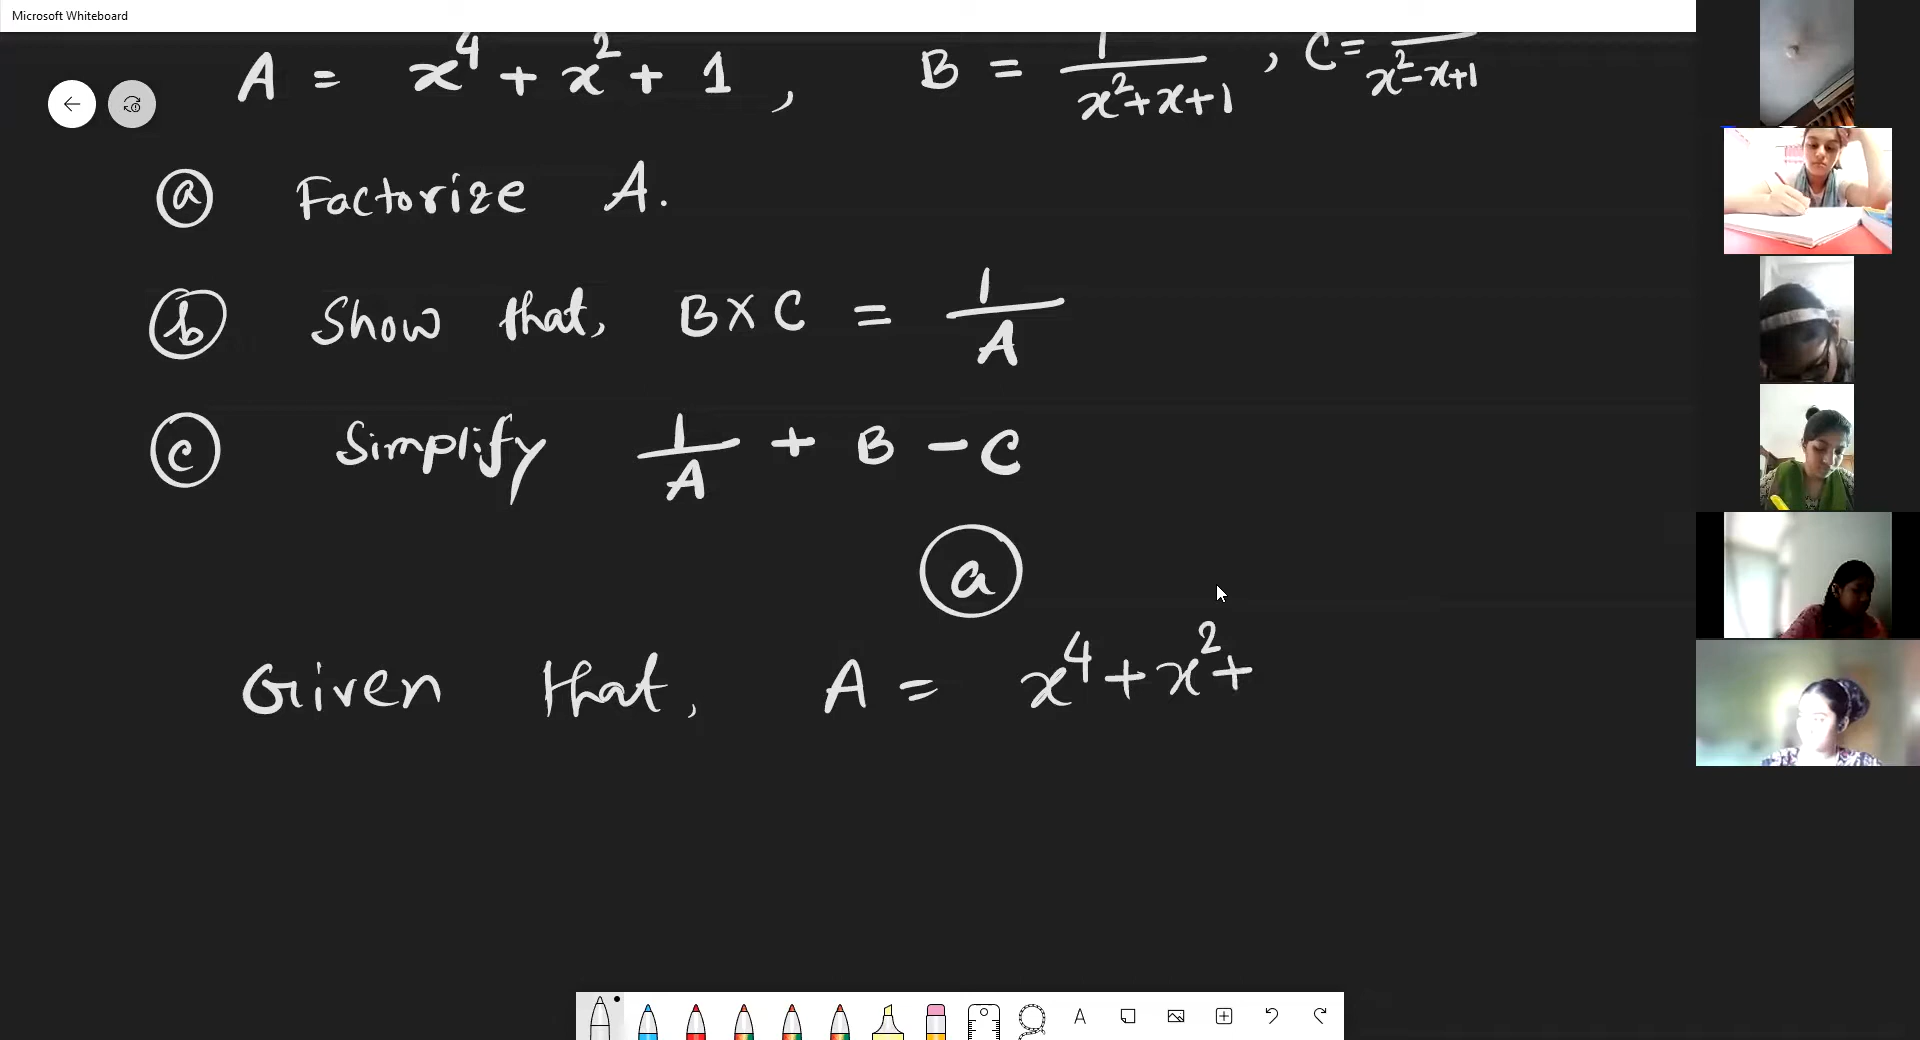 Microsoft Whiteboard
A = x⁴ + x² + 1 , B = 1/(x²+x+1) , C = /(x²-x+1)
ⓐ Factorize A.
ⓑ Show that, B X C = 1/A
ⓒ Simplify 1/A + B - C
ⓐ
Given that, A = x⁴+x²+
A